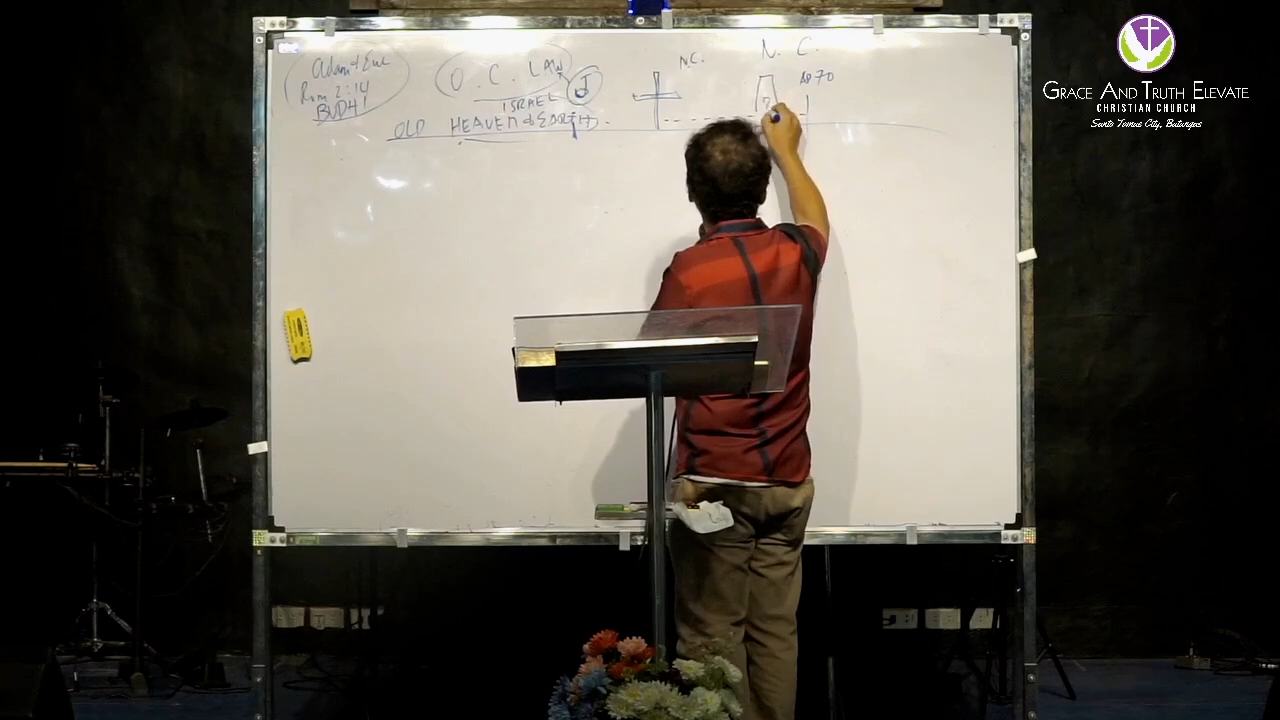 Adam & Eve
Rom 2:14
O. C. LAW
ISRAEL
OLD HEAVEN & EARTH
N.C.
N. C.
AD 70
GRACE AND TRUTH ELEVATE
CHRISTIAN CHURCH
Santo Tomas City, Batangas